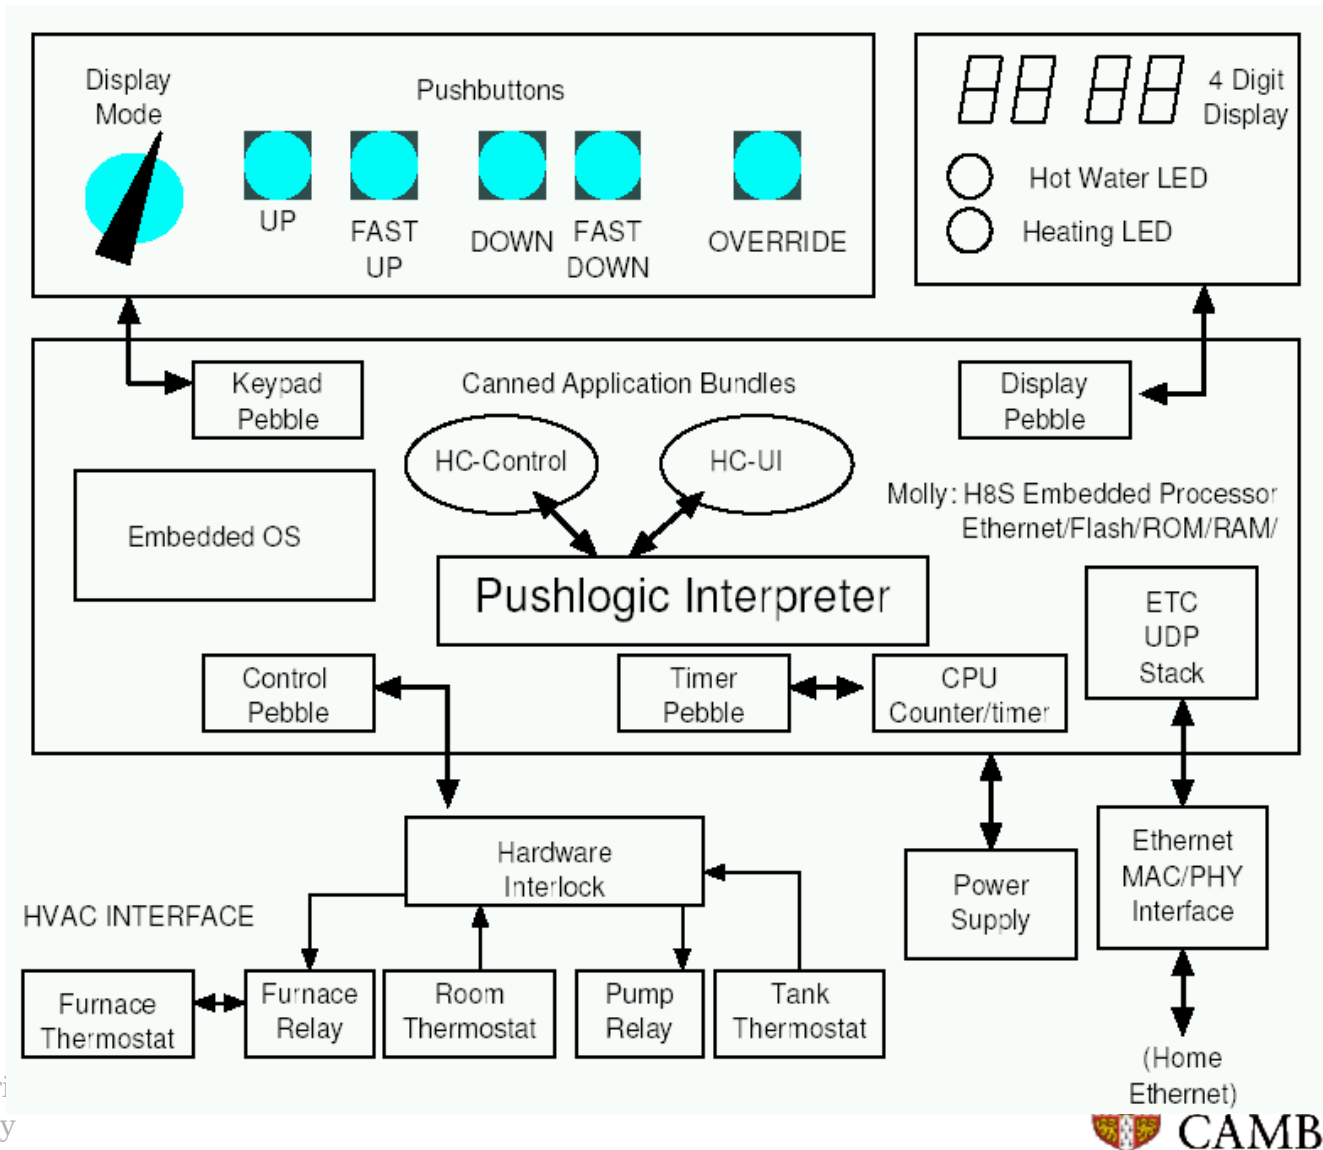 Display
Mode
Pushbuttons
UP
FAST
UP
DOWN
FAST
DOWN
OVERRIDE
4 Digit
Display
Hot Water LED
Heating LED
Keypad
Pebble
Canned Application Bundles
Display
Pebble
HC-Control
HC-UI
Molly: H8S Embedded Processor
Ethernet/Flash/ROM/RAM/
Embedded OS
Pushlogic Interpreter
ETC
UDP
Stack
Control
Pebble
Timer
Pebble
CPU
Counter/timer
Hardware
Interlock
Power
Supply
Ethernet
MAC/PHY
Interface
HVAC INTERFACE
Furnace
Thermostat
Furnace
Relay
Room
Thermostat
Pump
Relay
Tank
Thermostat
(Home
Ethernet)
y
CAMB